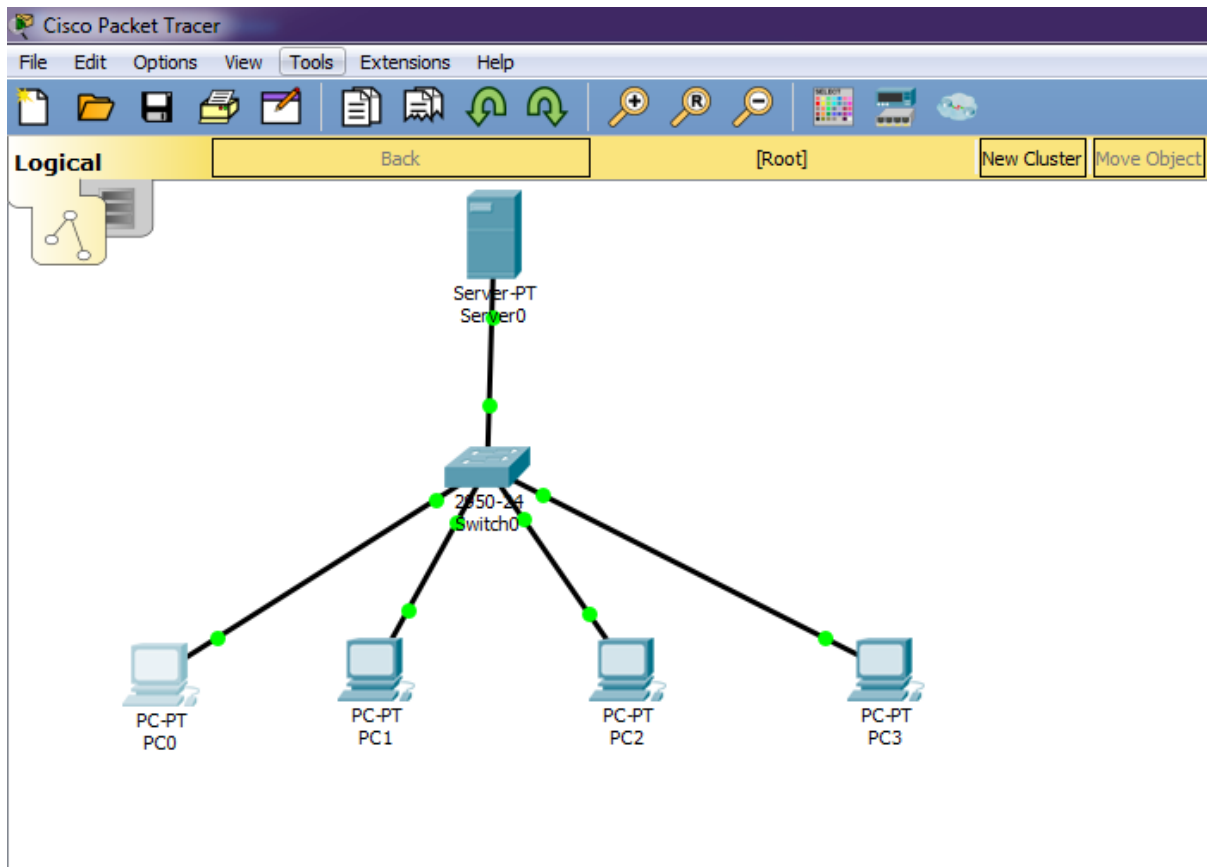 Cisco Packet Tracer
File Edit Options View Tools Extensions Help
Logical Back [Root] New Cluster Move Object
Server-PT
Server0
2950-24
Switch0
PC-PT
PC0
PC-PT
PC1
PC-PT
PC2
PC-PT
PC3